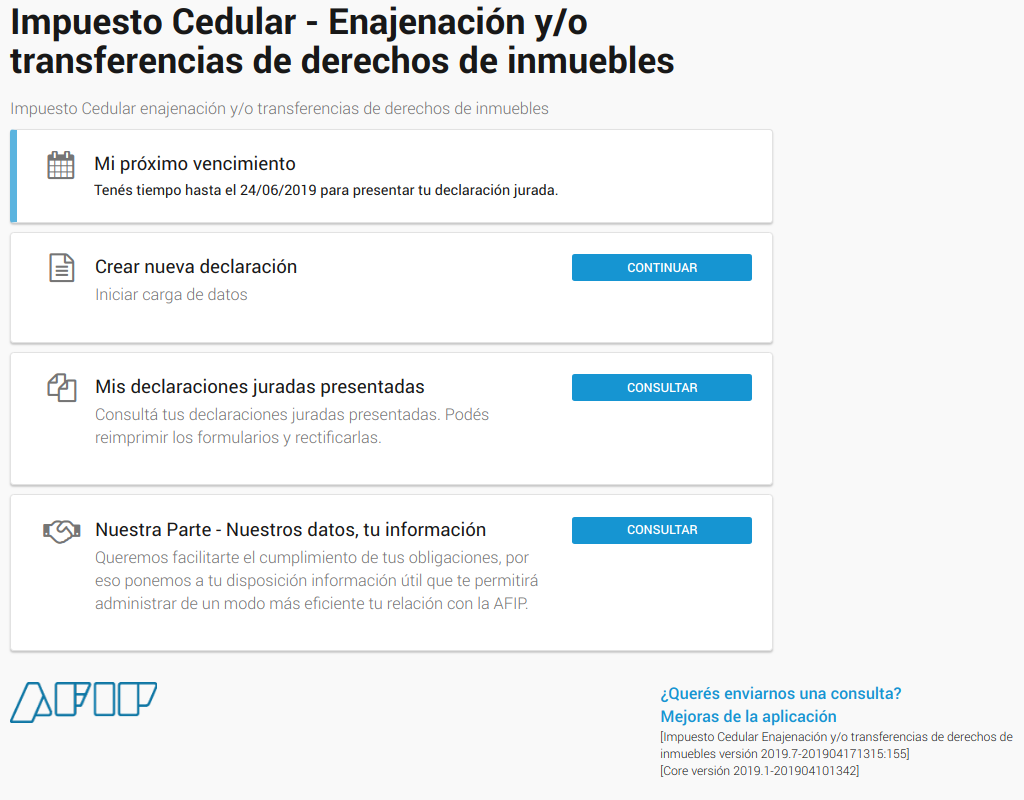 Impuesto Cedular - Enajenación y/o
transferencias de derechos de inmuebles
Impuesto Cedular enajenación y/o transferencias de derechos de inmuebles
Mi próximo vencimiento
Tenés tiempo hasta el 24/06/2019 para presentar tu declaración jurada.
Crear nueva declaración
CONTINUAR
Iniciar carga de datos
Mis declaraciones juradas presentadas
CONSULTAR
Consultá tus declaraciones juradas presentadas. Podés
reimprimir los formularios y rectificarlas.
Nuestra Parte - Nuestros datos, tu información
CONSULTAR
Queremos facilitarte el cumplimiento de tus obligaciones, por
eso ponemos a tu disposición información útil que te permitirá
administrar de un modo más eficiente tu relación con la AFIP.
AFIP
¿Querés enviarnos una consulta?
Mejoras de la aplicación
[Impuesto Cedular Enajenación y/o transferencias de derechos de
inmuebles versión 2019.7-201904171315:155]
[Core versión 2019.1-201904101342]